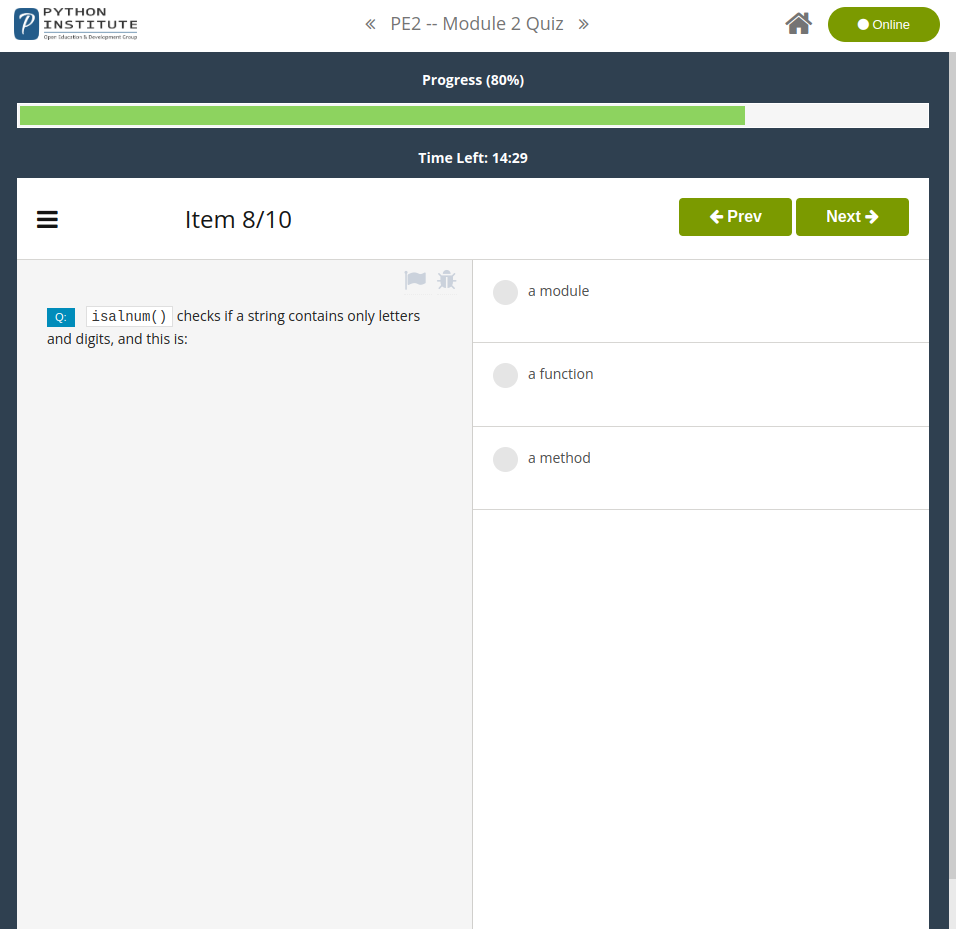 PYTHON
INSTITUTE
Open Education & Development Group
« PE2 -- Module 2 Quiz »
Online
Progress (80%)
Time Left: 14:29
Item 8/10
Prev
Next
Q: isalnum() checks if a string contains only letters
and digits, and this is:
a module
a function
a method